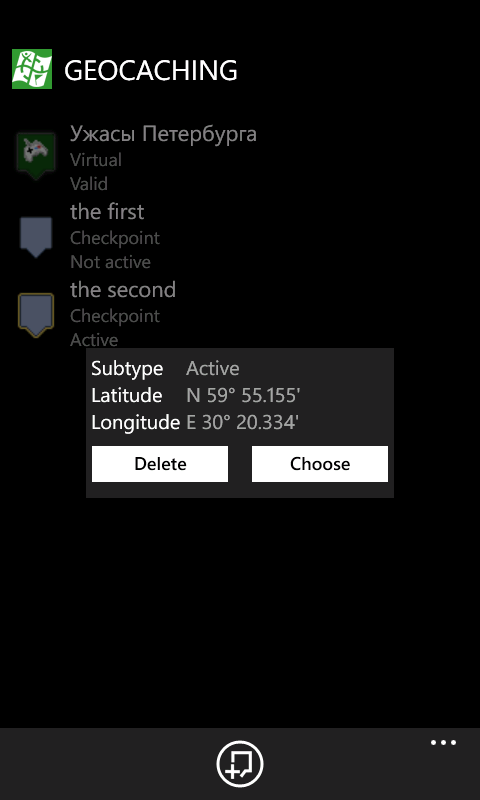 GEOCACHING
Ужасы Петербурга
Virtual
Valid
the first
Checkpoint
Not active
the second
Checkpoint
Active
Subtype Active
Latitude N 59° 55.155'
Longitude E 30° 20.334'
Delete Choose